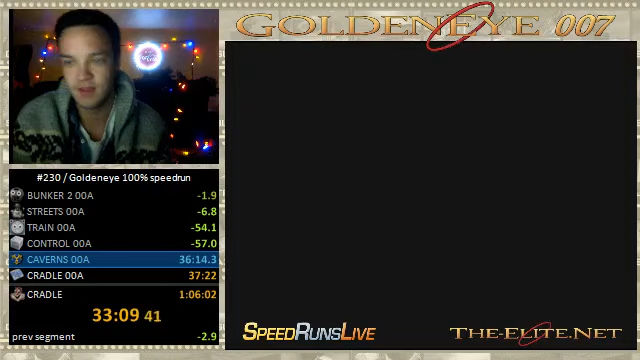 GOLDENEYE 007
#230 / Goldeneye 100% speedrun
BUNKER 2 00A -1.9
STREETS 00A -6.8
TRAIN 00A -54.1
CONTROL 00A -57.0
CAVERNS 00A 36:14.3
CRADLE 00A 37:22
CRADLE 1:06:02
33:09 41
prev segment -2.9
SPEEDRUNSLIVE
THE-ELITE.NET